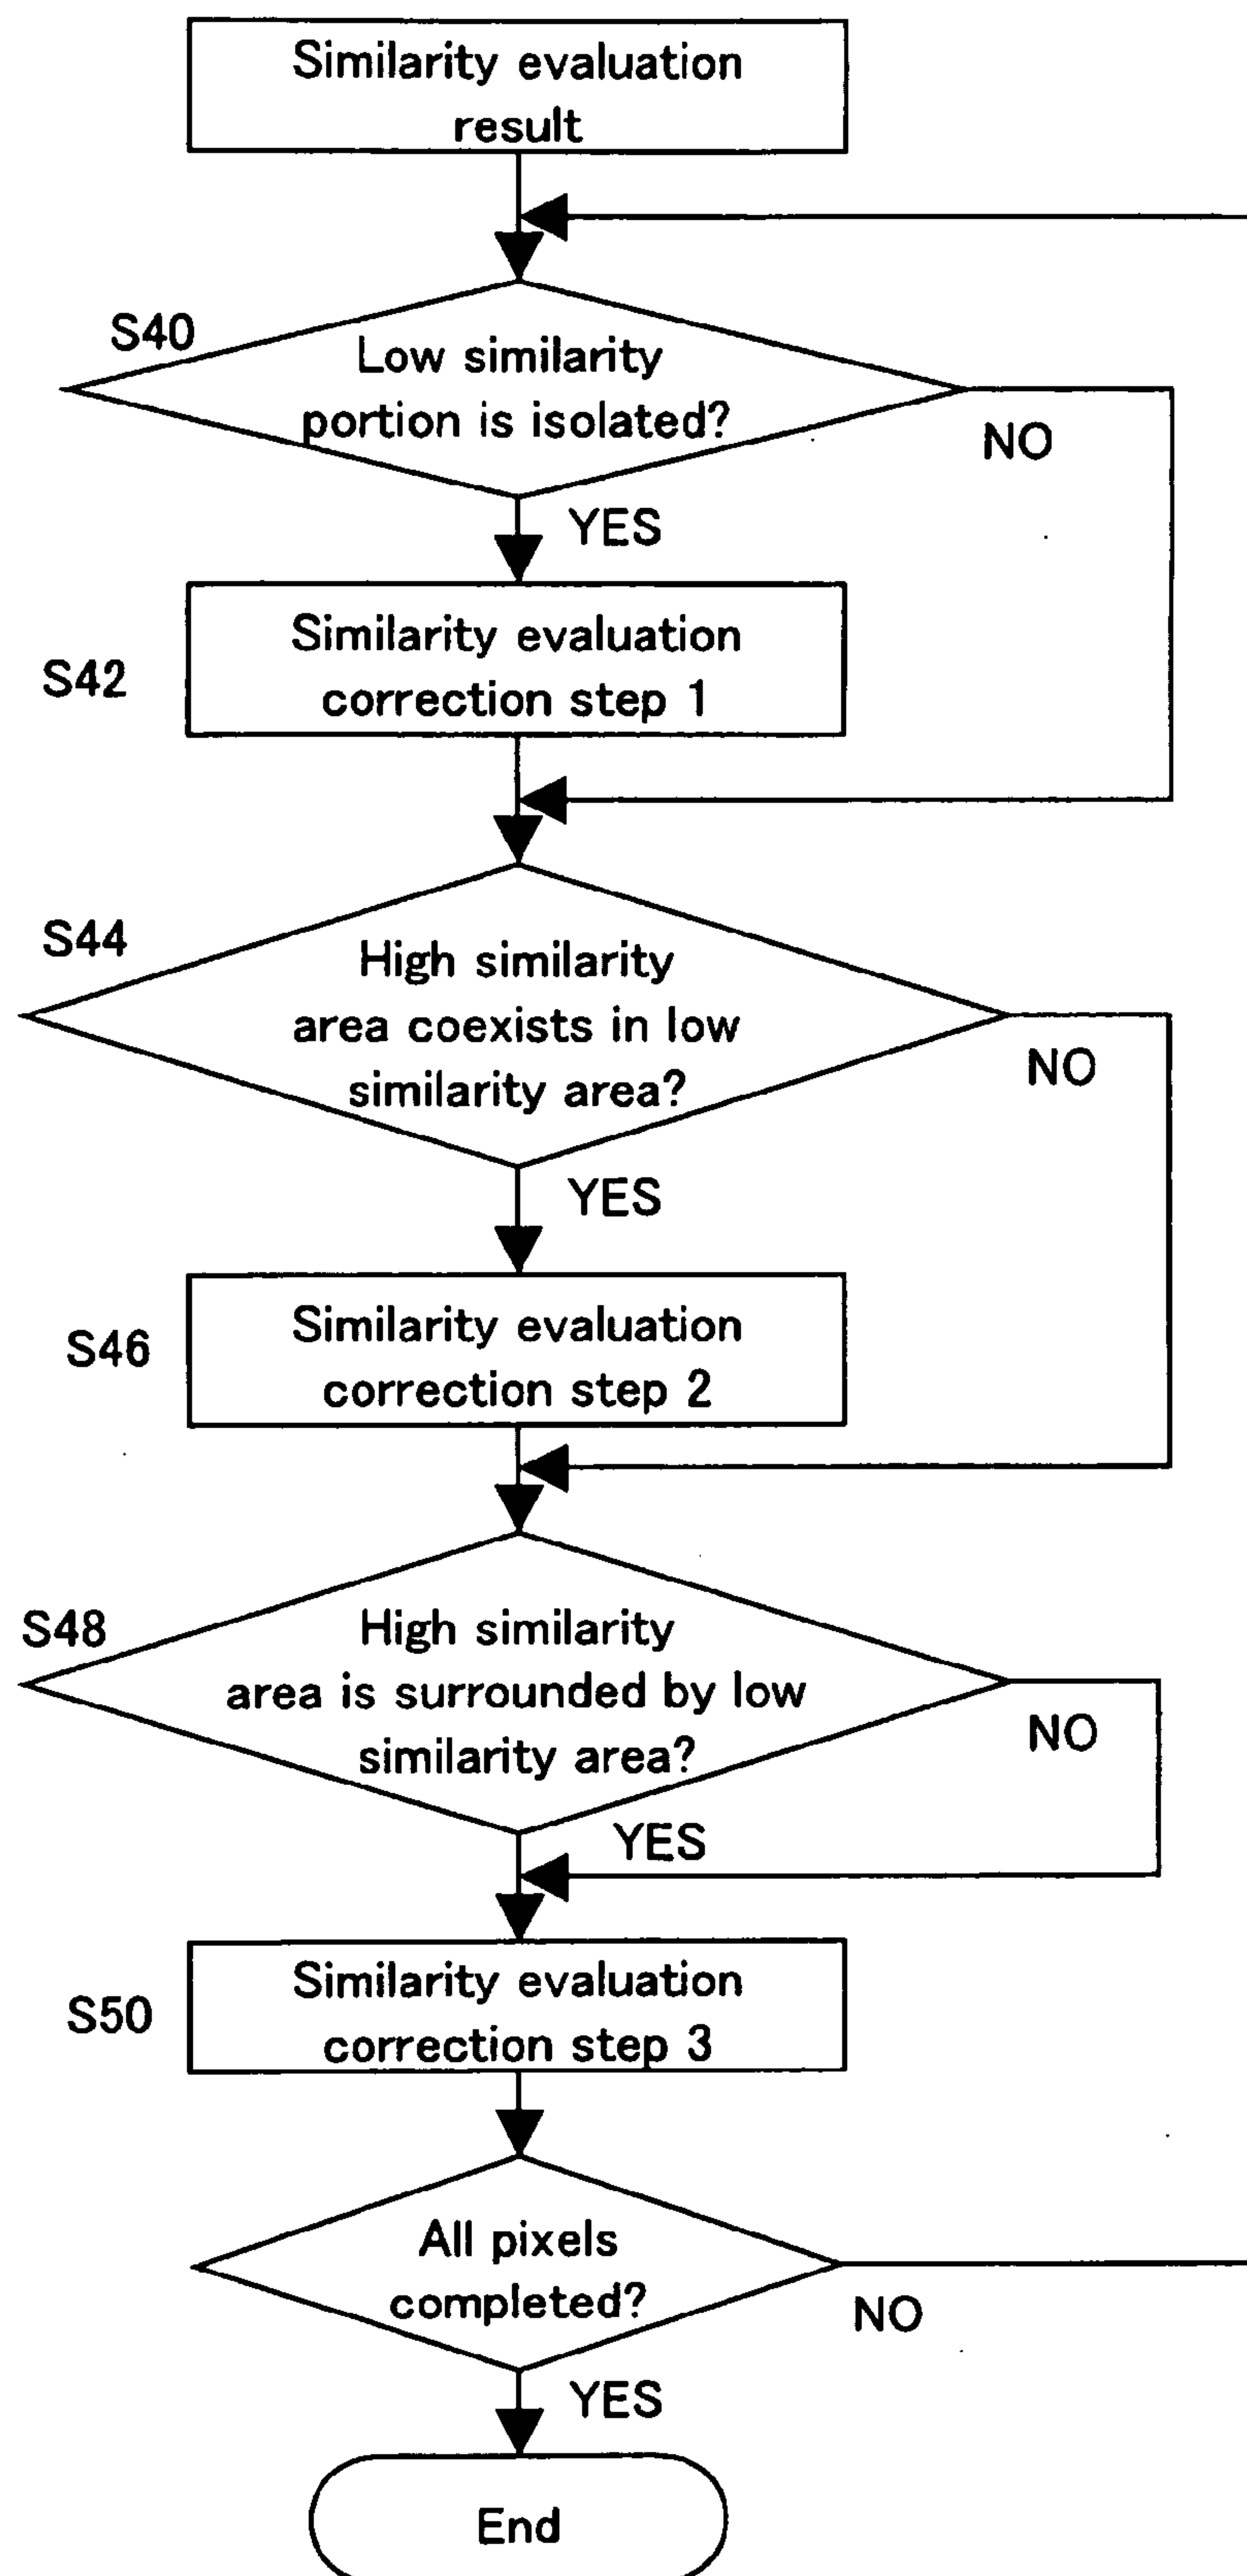 Similarity evaluation
result
S40
Low similarity
portion is isolated?
NO
YES
S42
Similarity evaluation
correction step 1
S44
High similarity
area coexists in low
similarity area?
NO
YES
S46
Similarity evaluation
correction step 2
S48
High similarity
area is surrounded by low
similarity area?
NO
YES
S50
Similarity evaluation
correction step 3
All pixels
completed?
NO
YES
End